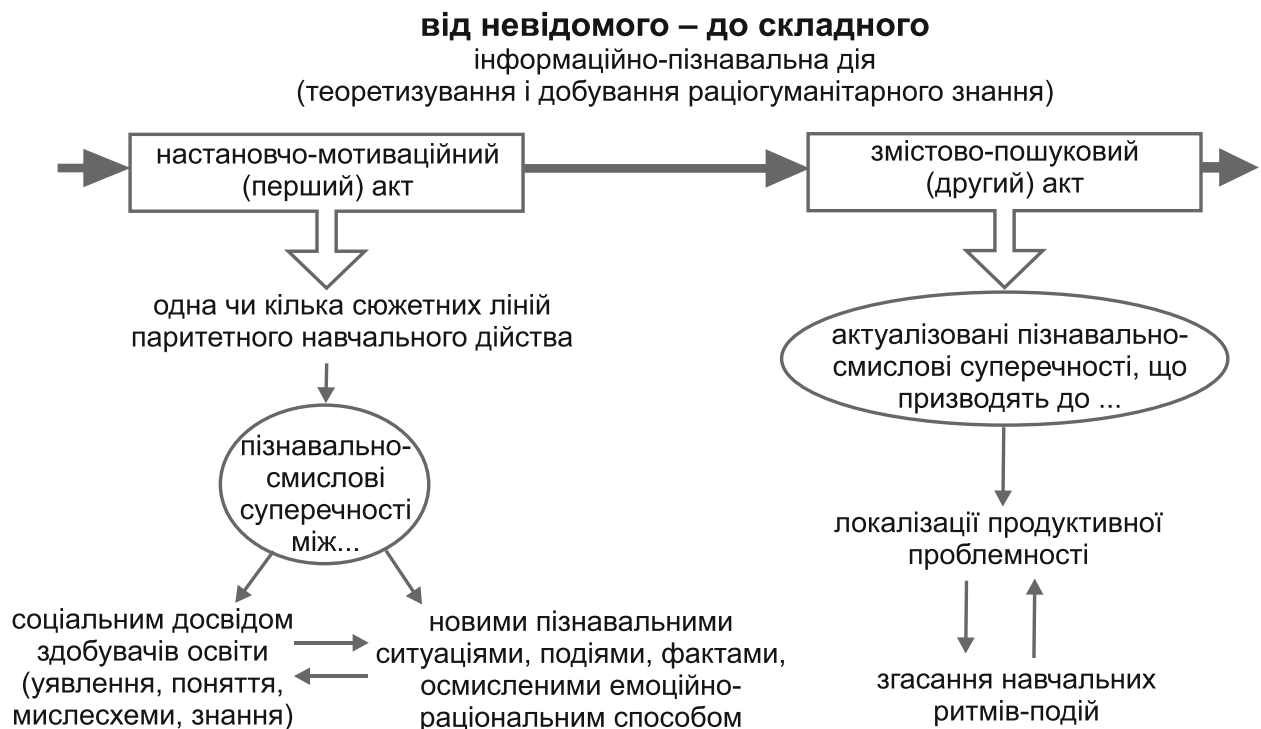 від невідомого – до складного
інформаційно-пізнавальна дія
(теоретизування і добування раціогуманітарного знання)
настановчо-мотиваційний
(перший) акт
змістово-пошуковий
(другий) акт
одна чи кілька сюжетних ліній
паритетного навчального дійства
актуалізовані пізнавально-
смислові суперечності, що
призводять до ...
пізнавально-
смислові
суперечності
між...
локалізації продуктивної
проблемності
соціальним досвідом
здобувачів освіти
(уявлення, поняття,
мислесхеми, знання)
новими пізнавальними
ситуаціями, подіями, фактами,
осмисленими емоційно-
раціональним способом
згасання навчальних
ритмів-подій